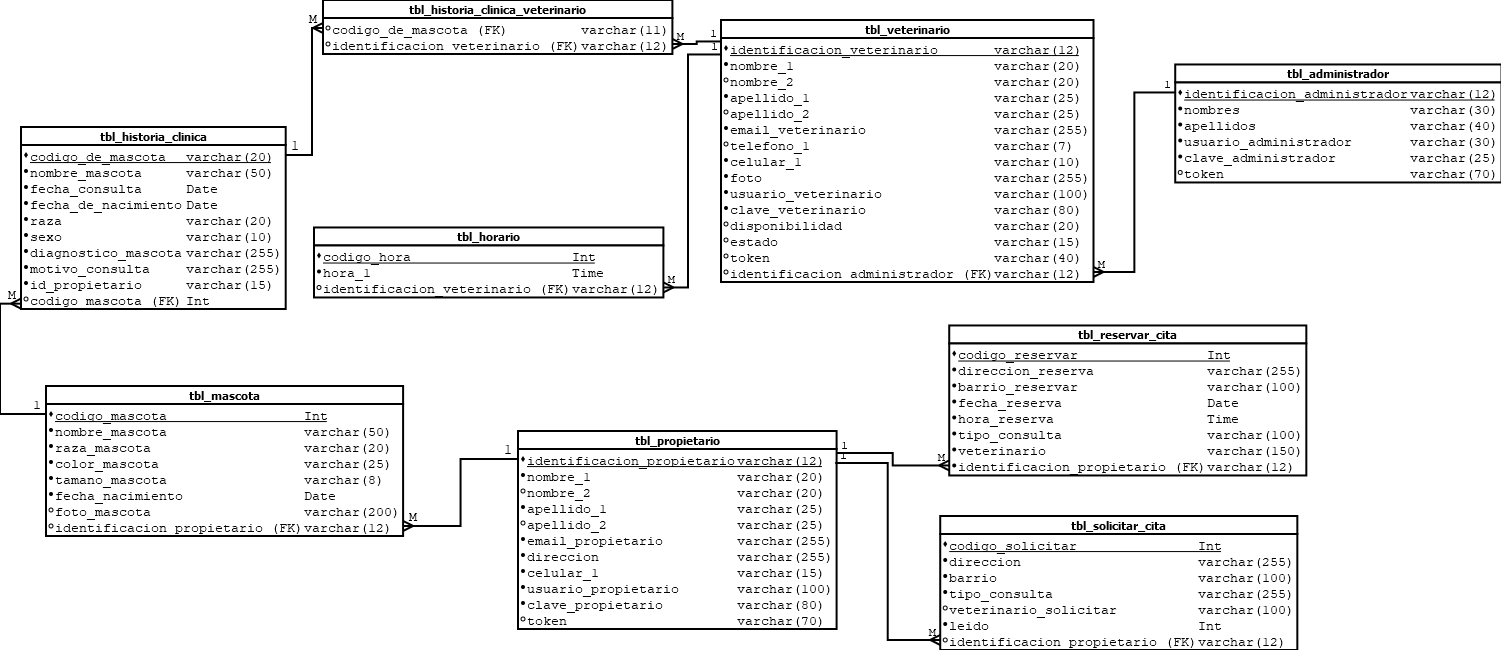 tbl_historia_clinica_veterinario
codigo_de_mascota (FK) varchar(11)
identificacion_veterinario (FK) varchar(12)
M
M
1
1
tbl_veterinario
identificacion_veterinario varchar(12)
nombre_1 varchar(20)
nombre_2 varchar(20)
apellido_1 varchar(25)
apellido_2 varchar(25)
email_veterinario varchar(255)
telefono_1 varchar(7)
celular_1 varchar(10)
foto varchar(255)
usuario_veterinario varchar(100)
clave_veterinario varchar(80)
disponibilidad varchar(20)
estado varchar(15)
token varchar(40)
identificacion_administrador (FK) varchar(12)
M
1
tbl_administrador
identificacion_administrador varchar(12)
nombres varchar(30)
apellidos varchar(40)
usuario_administrador varchar(30)
clave_administrador varchar(25)
token varchar(70)
tbl_historia_clinica
codigo_de_mascota varchar(20)
nombre_mascota varchar(50)
fecha_consulta Date
fecha_de_nacimiento Date
raza varchar(20)
sexo varchar(10)
diagnostico_mascota varchar(255)
motivo_consulta varchar(255)
id_propietario varchar(15)
codigo_mascota (FK) Int
1
M
tbl_horario
codigo_hora Int
hora_1 Time
identificacion_veterinario (FK) varchar(12)
M
tbl_mascota
codigo_mascota Int
nombre_mascota varchar(50)
raza_mascota varchar(20)
color_mascota varchar(25)
tamano_mascota varchar(8)
fecha_nacimiento Date
foto_mascota varchar(200)
identificacion_propietario (FK) varchar(12)
1
M
1
tbl_propietario
identificacion_propietario varchar(12)
nombre_1 varchar(20)
nombre_2 varchar(20)
apellido_1 varchar(25)
apellido_2 varchar(25)
email_propietario varchar(255)
direccion varchar(255)
celular_1 varchar(15)
usuario_propietario varchar(100)
clave_propietario varchar(80)
token varchar(70)
1
1
tbl_reservar_cita
codigo_reservar Int
direccion_reserva varchar(255)
barrio_reservar varchar(100)
fecha_reserva Date
hora_reserva Time
tipo_consulta varchar(100)
veterinario varchar(150)
identificacion_propietario (FK) varchar(12)
M
tbl_solicitar_cita
codigo_solicitar Int
direccion varchar(255)
barrio varchar(100)
tipo_consulta varchar(255)
veterinario_solicitar varchar(100)
leido Int
identificacion_propietario (FK) varchar(12)
M